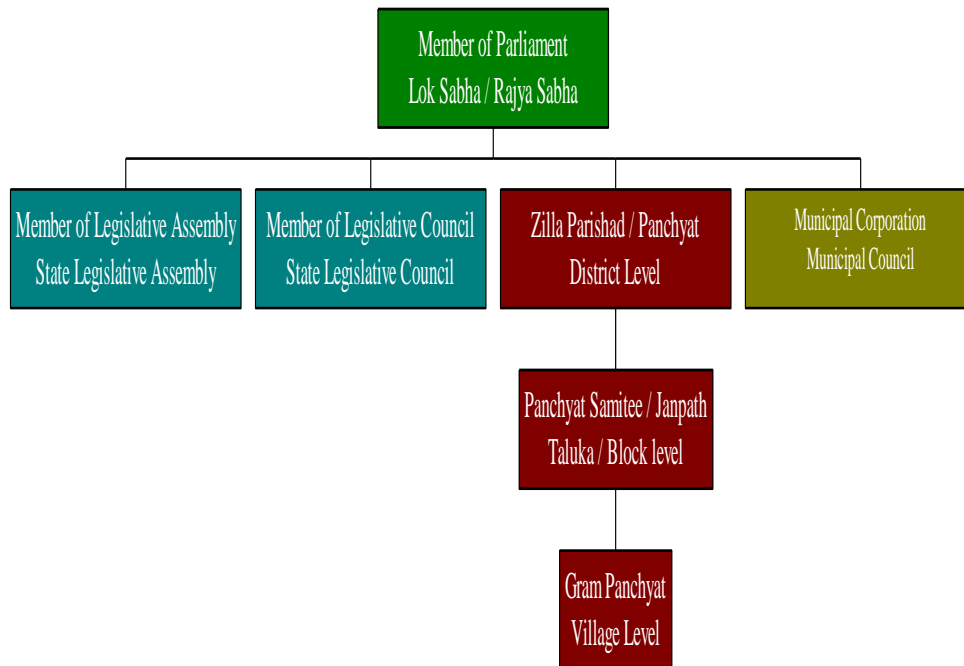 Member of Parliament
Lok Sabha / Rajya Sabha
Member of Legislative Assembly
State Legislative Assembly
Member of Legislative Council
State Legislative Council
Zilla Parishad / Panchyat
District Level
Municipal Corporation
Municipal Council
Panchyat Samitee / Janpath
Taluka / Block level
Gram Panchyat
Village Level